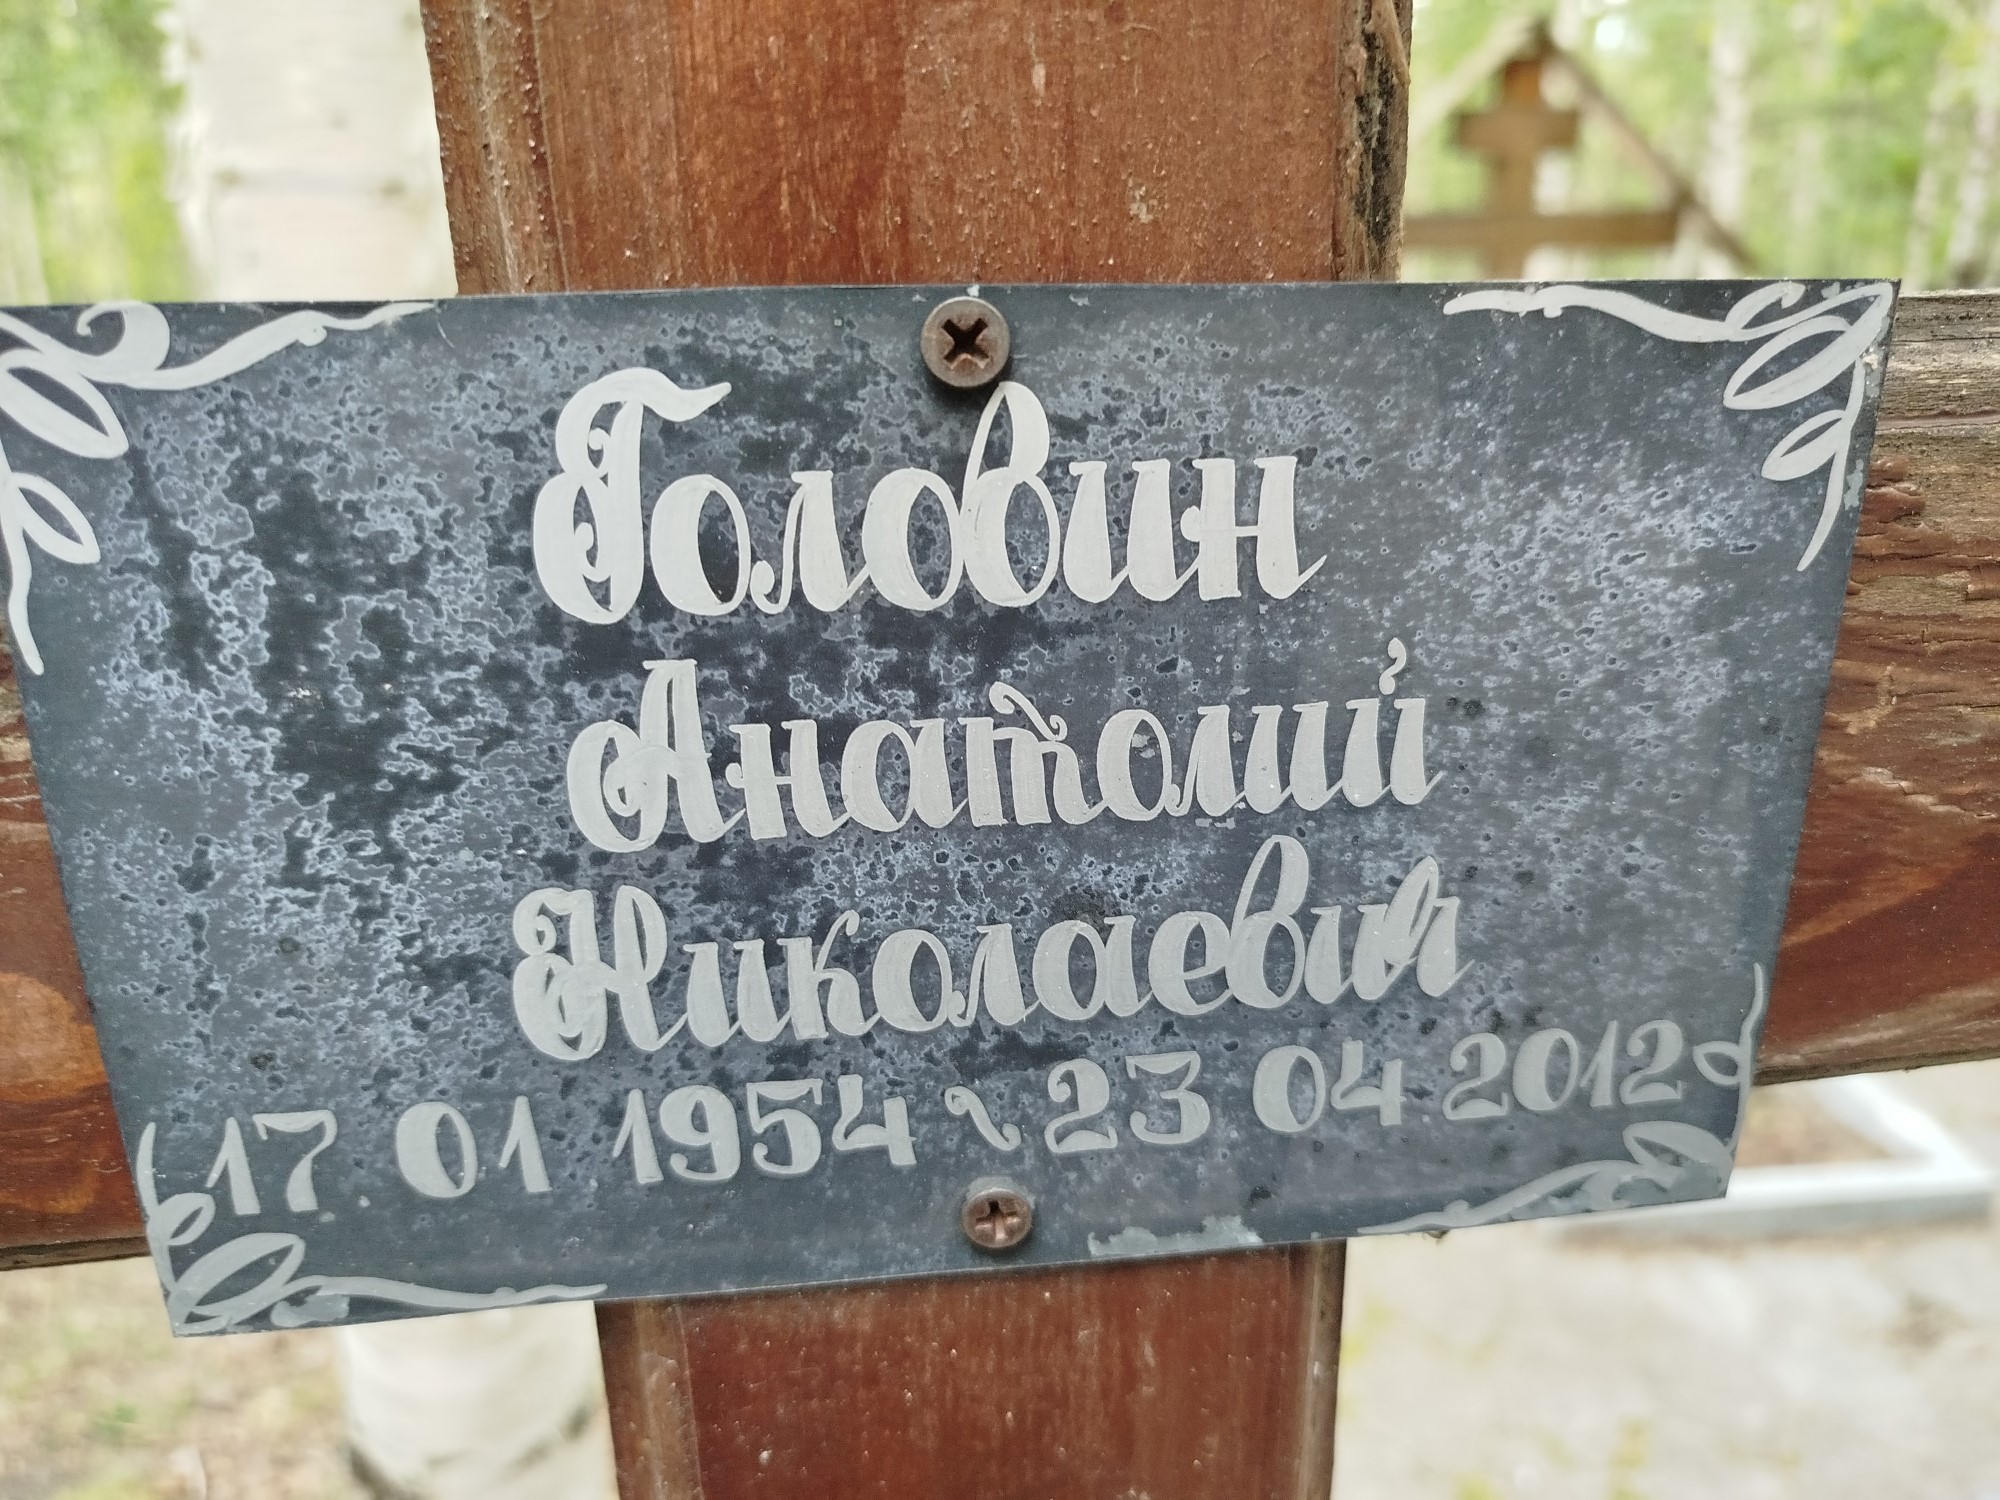 Головин
Анатолий
Николаевич
17 01 1954 ~ 23 04 2012